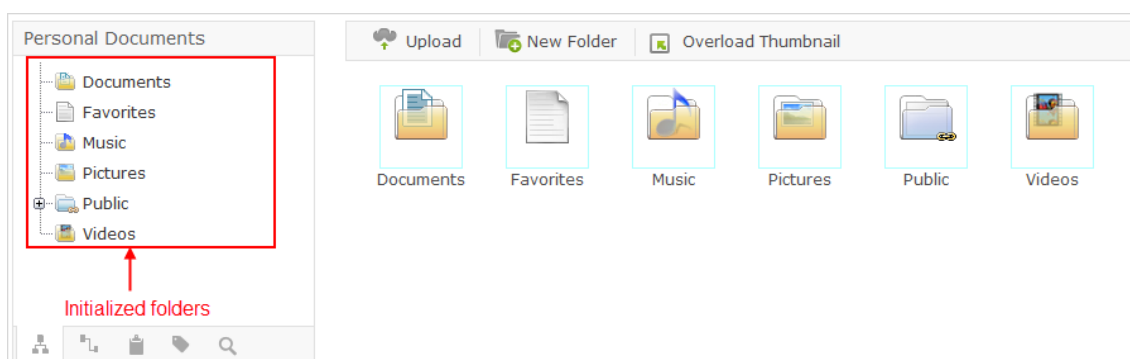 Personal Documents
Documents
Favorites
Music
Pictures
Public
Videos
Initialized folders
Upload New Folder Overload Thumbnail
Documents Favorites Music Pictures Public Videos